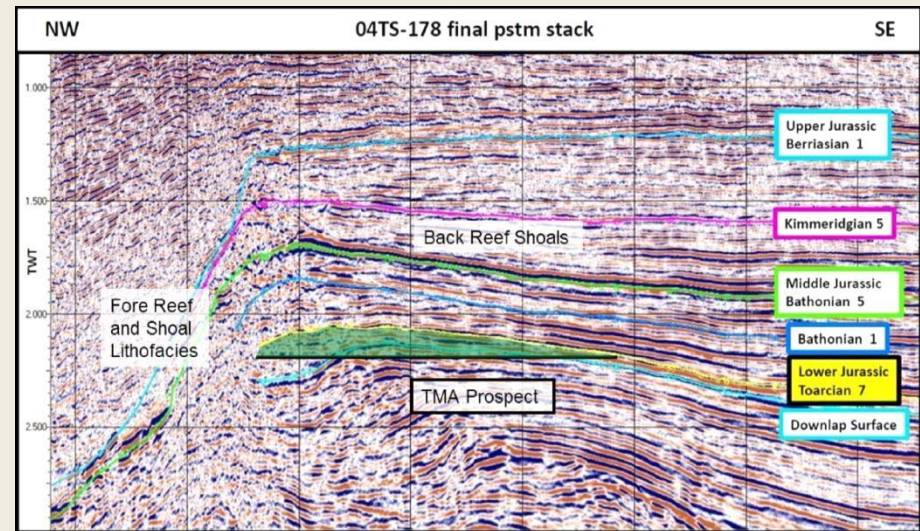 NW 04TS-178 final pstm stack SE
1.000
Upper Jurassic
Berriasian 1
1.500
Kimmeridgian 5
Back Reef Shoals
TWT
Middle Jurassic
Bathonian 5
Fore Reef
and Shoal
Lithofacies
2.000
Bathonian 1
Lower Jurassic
Toarcian 7
TMA Prospect
Downlap Surface
2.500